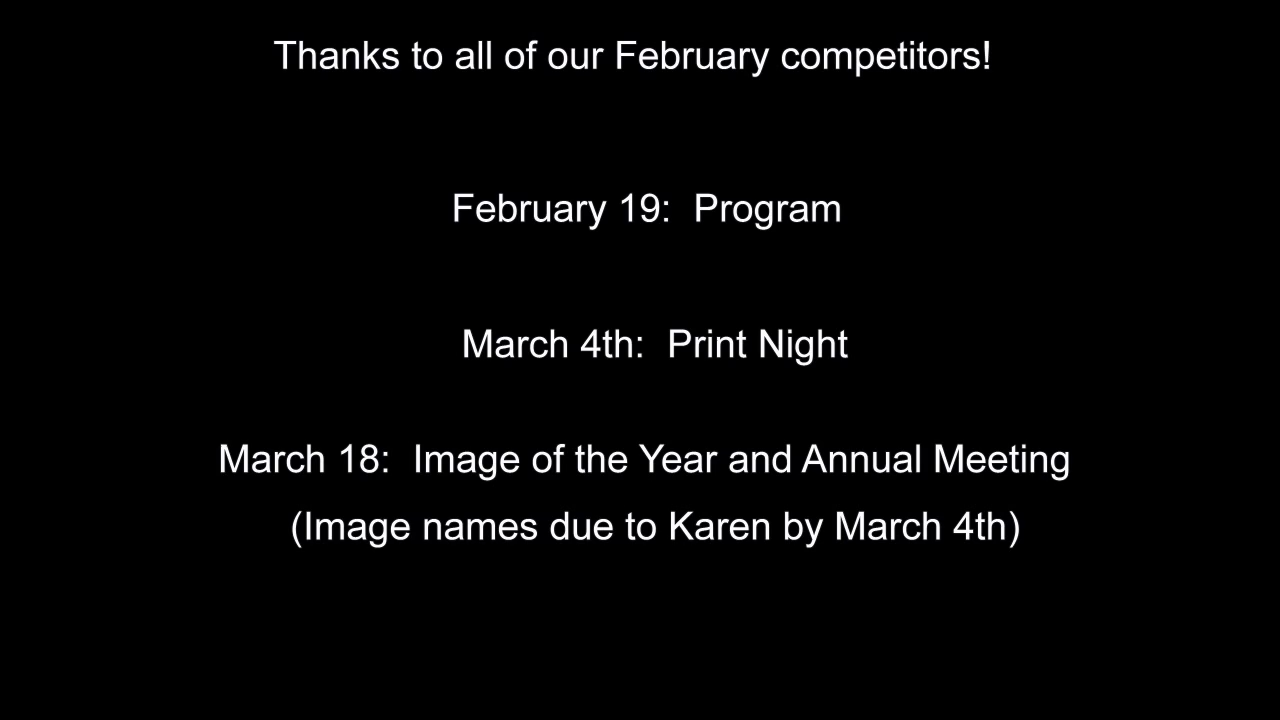 Thanks to all of our February competitors!
February 19:  Program
March 4th:  Print Night
March 18:  Image of the Year and Annual Meeting
(Image names due to Karen by March 4th)